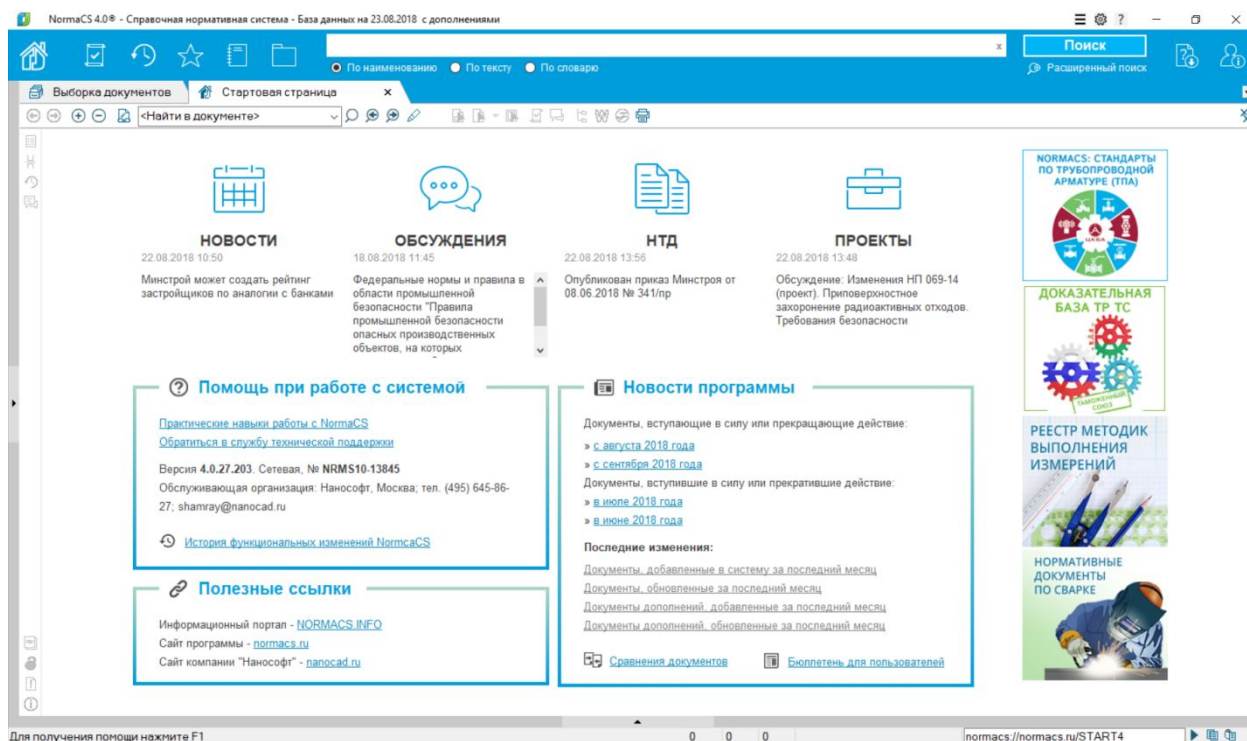 NormaCS 4.0® - Справочная нормативная система - База данных на 23.08.2018 с дополнениями
Поиск
По наименованию По тексту По словарю
Расширенный поиск
Выборка документов
Стартовая страница
<Найти в документе>
НОВОСТИ
22.08.2018 10:50
Минстрой может создать рейтинг
застройщиков по аналогии с банками
ОБСУЖДЕНИЯ
18.08.2018 11:45
Федеральные нормы и правила в
области промышленной
безопасности "Правила
промышленной безопасности
опасных производственных
объектов, на которых
НТД
22.08.2018 13:56
Опубликован приказ Минстроя от
08.06.2018 № 341/пр
ПРОЕКТЫ
22.08.2018 13:48
Обсуждение: Изменения НП 069-14
(проект). Приповерхностное
захоронение радиоактивных отходов.
Требования безопасности
Помощь при работе с системой
Практические навыки работы с NormaCS
Обратиться в службу технической поддержки
Версия 4.0.27.203. Сетевая, № NRMS10-13845
Обслуживающая организация: Нанософт, Москва; тел. (495) 645-86-
27; shamray@nanocad.ru
История функциональных изменений NormcaCS
Полезные ссылки
Информационный портал - NORMACS.INFO
Сайт программы - normacs.ru
Сайт компании "Нанософт" - nanocad.ru
Новости программы
Документы, вступающие в силу или прекращающие действие:
» с августа 2018 года
» с сентября 2018 года
Документы, вступившие в силу или прекратившие действие:
» в июле 2018 года
» в июне 2018 года
Последние изменения:
Документы, добавленные в систему за последний месяц
Документы, обновленные за последний месяц
Документы дополнений, добавленные за последний месяц
Документы дополнений, обновленные за последний месяц
Сравнения документов
Бюллетень для пользователей
NORMACS: СТАНДАРТЫ
ПО ТРУБОПРОВОДНОЙ
АРМАТУРЕ (ТПА)
ЦКБА
ДОКАЗАТЕЛЬНАЯ
БАЗА ТР ТС
ТАМОЖЕННЫЙ
СОЮЗ
РЕЕСТР МЕТОДИК
ВЫПОЛНЕНИЯ
ИЗМЕРЕНИЙ
НОРМАТИВНЫЕ
ДОКУМЕНТЫ
ПО СВАРКЕ
Для получения помощи нажмите F1
0 0 0
normacs://normacs.ru/START4